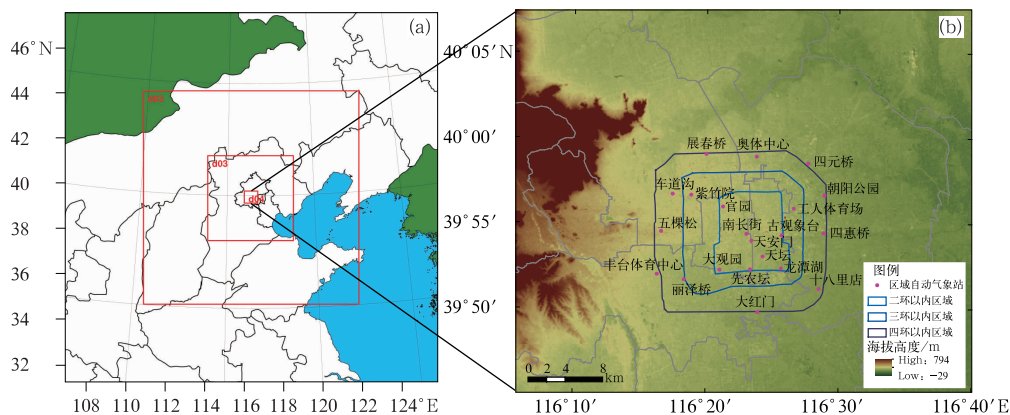 (a)
46°N
44
42
40
38
36
34
32
108 110 112 114 116 118 120 122 124°E
d03
d04
(b)
40°05′N
40°00′
39°55′
39°50′
116°10′ 116°20′ 116°30′ 116°40′E
展春桥
奥体中心
四元桥
车道沟
紫竹院
朝阳公园
官园
工人体育场
五棵松
南长街
古观象台
四惠桥
天安门
天坛
丰台体育中心
大观园
龙潭湖
丽泽桥
先农坛
十八里店
大红门
0 2 4 8
km
图例
区域自动气象站
二环以内区域
三环以内区域
四环以内区域
海拔高度/m
High: 794
Low: -29